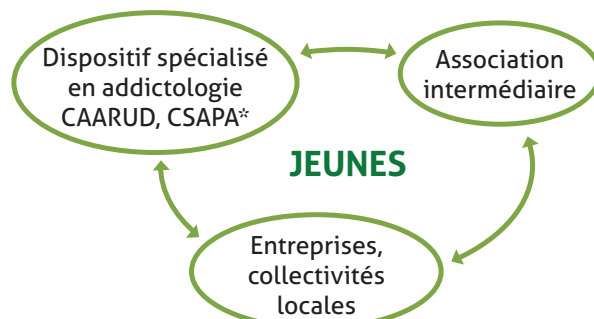 Dispositif spécialisé
en addictologie
CAARUD, CSAPA*
Association
intermédiaire
JEUNES
Entreprises,
collectivités
locales